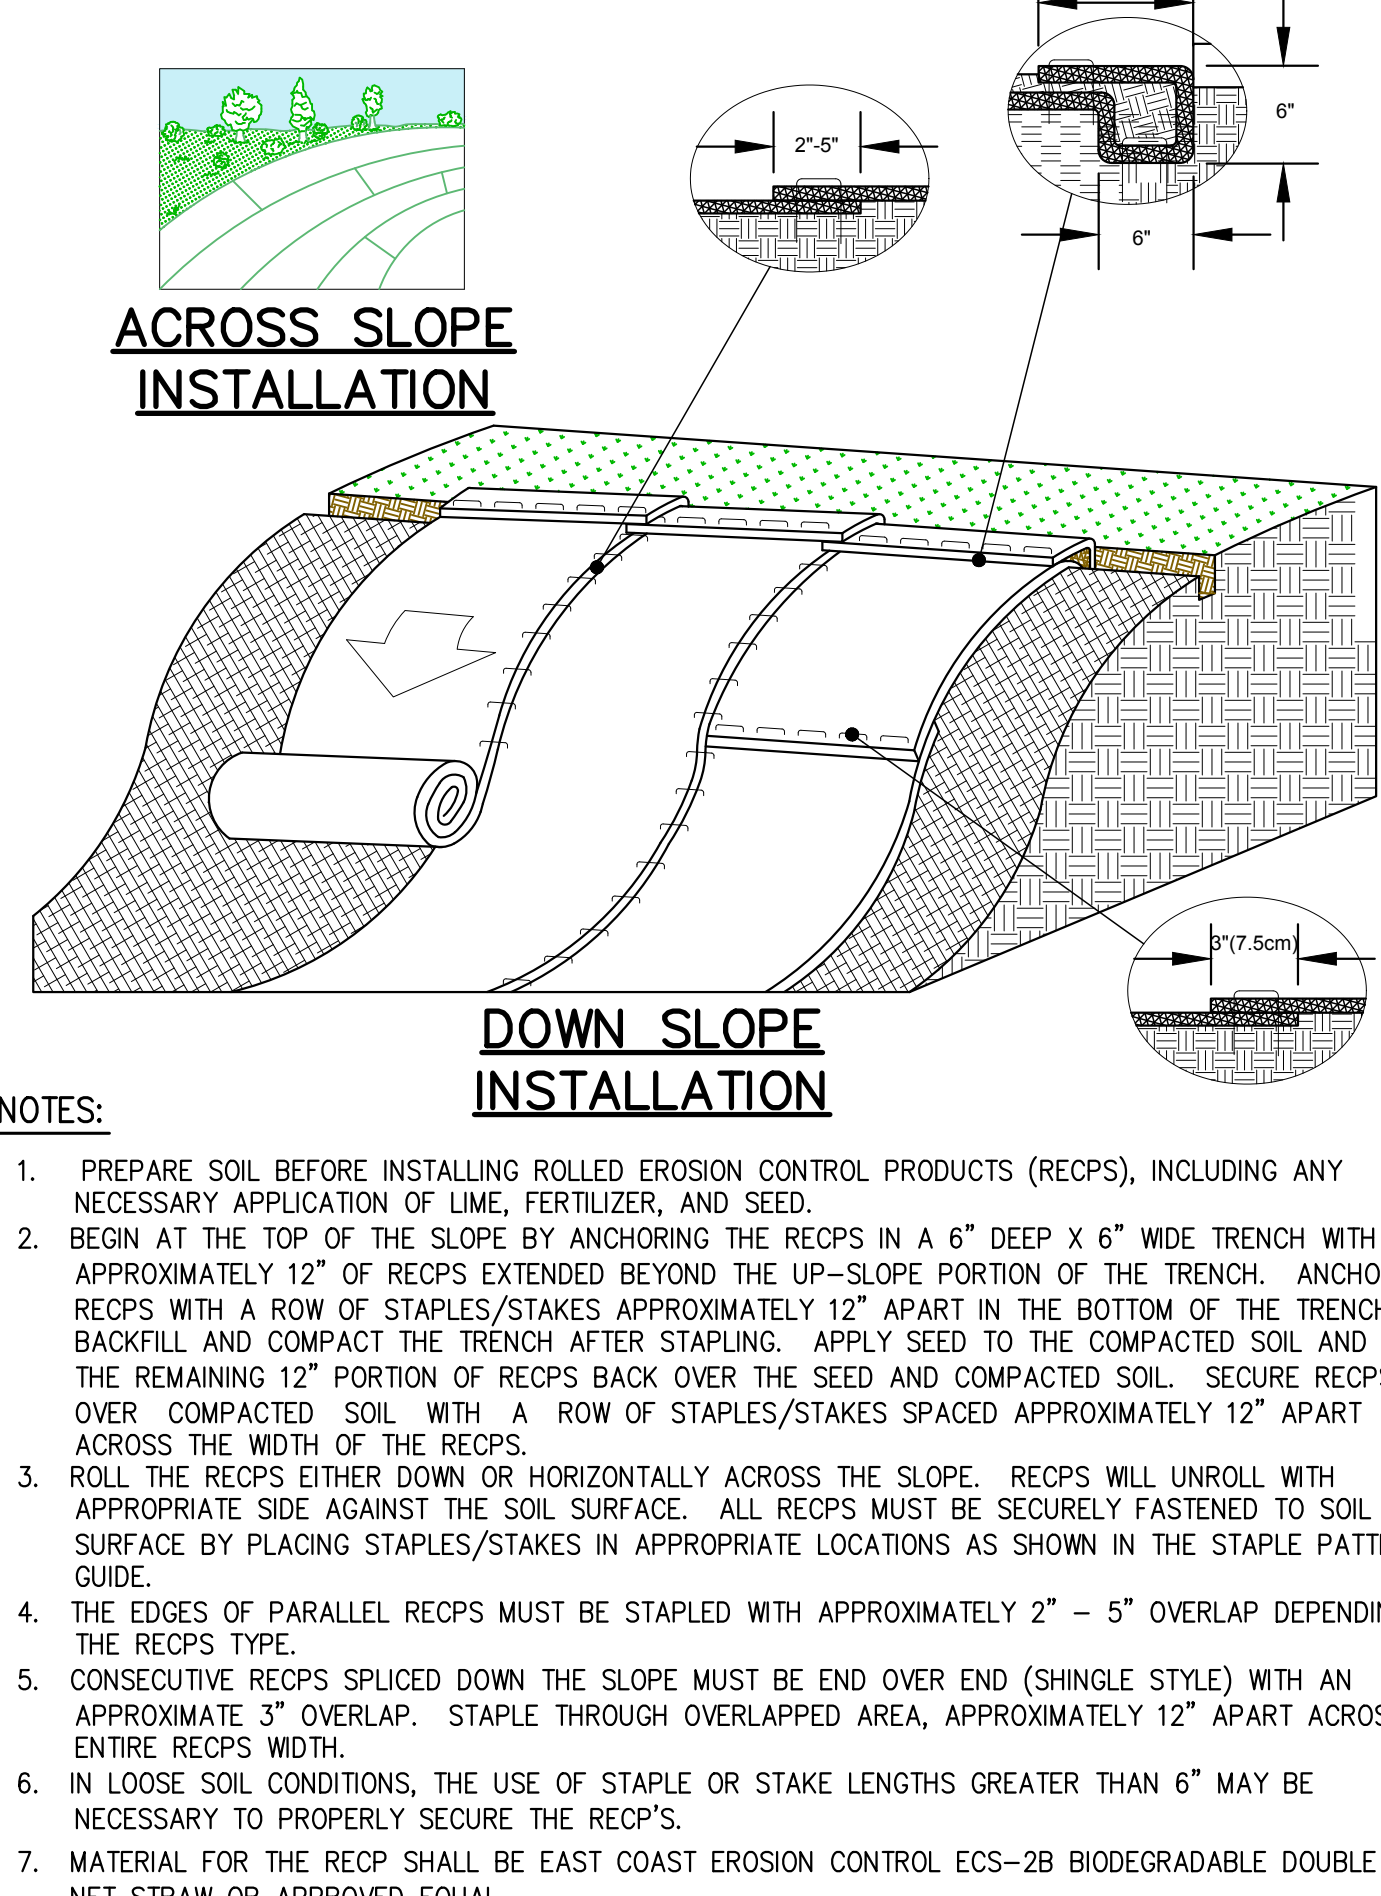 6"
2"-5"
6"
ACROSS SLOPE
INSTALLATION
3"(7.5cm)
DOWN SLOPE
INSTALLATION
NOTES:
1. PREPARE SOIL BEFORE INSTALLING ROLLED EROSION CONTROL PRODUCTS (RECPS), INCLUDING ANY
NECESSARY APPLICATION OF LIME, FERTILIZER, AND SEED.
2. BEGIN AT THE TOP OF THE SLOPE BY ANCHORING THE RECPS IN A 6" DEEP X 6" WIDE TRENCH WITH
APPROXIMATELY 12" OF RECPS EXTENDED BEYOND THE UP-SLOPE PORTION OF THE TRENCH.
RECPS WITH A ROW OF STAPLES/STAKES APPROXIMATELY 12" APART IN THE BOTTOM OF THE TRENCH
BACKFILL AND COMPACT THE TRENCH AFTER STAPLING. APPLY SEED TO THE COMPACTED SOIL AND
THE REMAINING 12" PORTION OF RECPS BACK OVER THE SEED AND COMPACTED SOIL. SECURE RECPS
OVER COMPACTED SOIL WITH A ROW OF STAPLES/STAKES SPACED APPROXIMATELY 12" APART
ACROSS THE WIDTH OF THE RECPS.
3. ROLL THE RECPS EITHER DOWN OR HORIZONTALLY ACROSS THE SLOPE. RECPS WILL UNROLL WITH
APPROPRIATE SIDE AGAINST THE SOIL SURFACE. ALL RECPS MUST BE SECURELY FASTENED TO SOIL
SURFACE BY PLACING STAPLES/STAKES IN APPROPRIATE LOCATIONS AS SHOWN IN THE STAPLE
GUIDE.
4. THE EDGES OF PARALLEL RECPS MUST BE STAPLED WITH APPROXIMATELY 2" - 5" OVERLAP
THE RECPS TYPE.
5. CONSECUTIVE RECPS SPLICED DOWN THE SLOPE MUST BE END OVER END (SHINGLE STYLE) WITH AN
APPROXIMATE 3" OVERLAP. STAPLE THROUGH OVERLAPPED AREA, APPROXIMATELY 12" APART ACROSS
ENTIRE RECPS WIDTH.
6. IN LOOSE SOIL CONDITIONS, THE USE OF STAPLE OR STAKE LENGTHS GREATER THAN 6" MAY BE
NECESSARY TO PROPERLY SECURE THE RECP'S.
7. MATERIAL FOR THE RECP SHALL BE EAST COAST EROSION CONTROL ECS-2B BIODEGRADABLE DOUBLE
NET STRAW OR APPROVED EQUAL